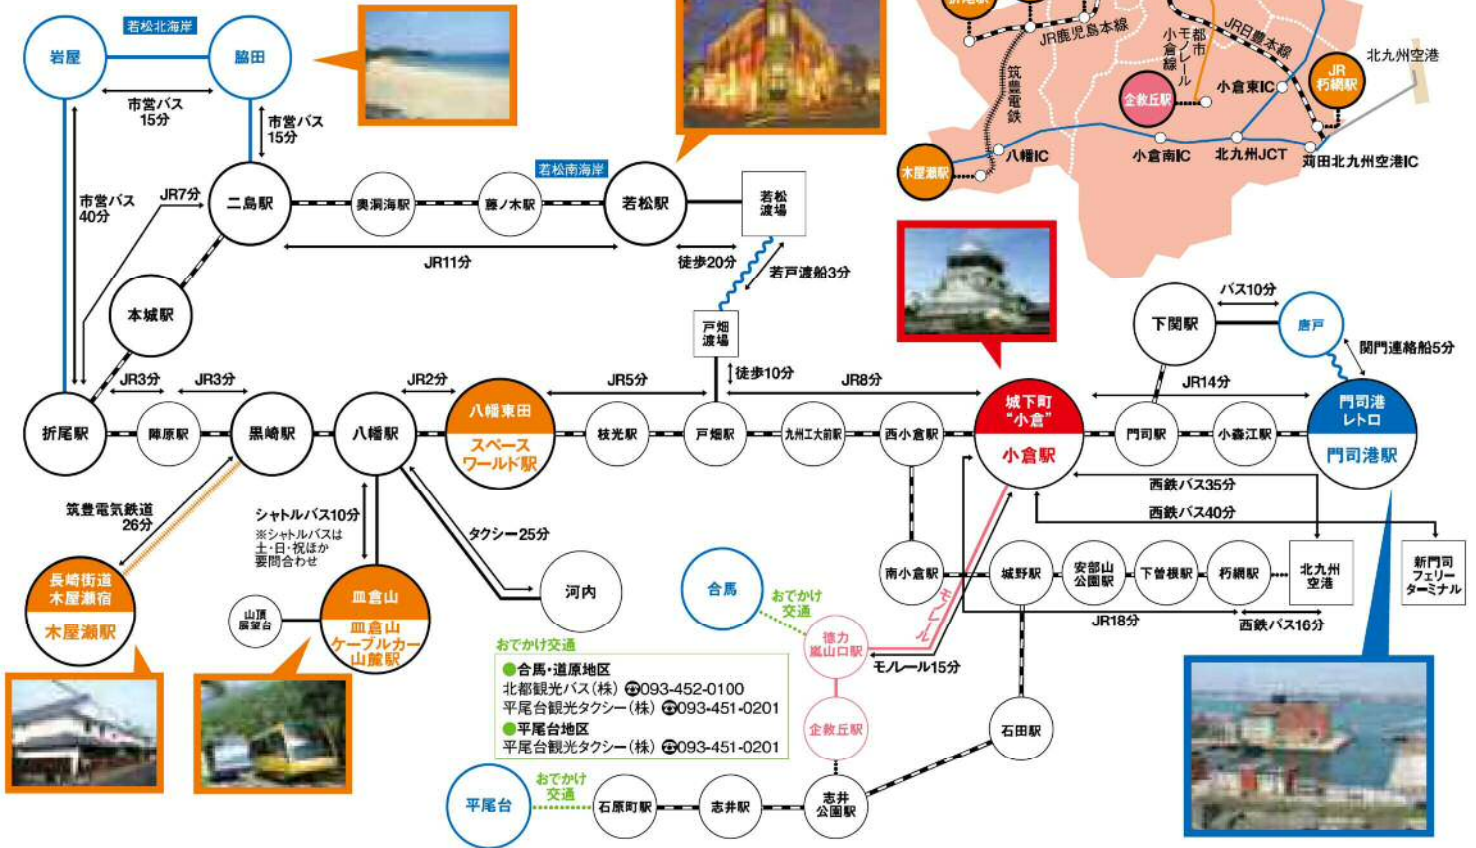 若松北海岸
岩屋
脇田
市営バス
15分
市営バス
15分
市営バス
40分
JR7分
二島駅
奥洞海駅
藤ノ木駅
若松南海岸
若松駅
若松
渡場
JR11分
徒歩20分
若戸渡船3分
本城駅
戸畑
渡場
徒歩10分
JR3分
JR3分
JR2分
JR5分
JR8分
JR14分
折尾駅
陣原駅
黒崎駅
八幡駅
八幡東田
スペース
ワールド駅
枝光駅
戸畑駅
九州工大前駅
西小倉駅
城下町
“小倉”
小倉駅
門司駅
小森江駅
門司港
レトロ
門司港駅
下関駅
バス10分
唐戸
関門連絡船5分
西鉄バス35分
西鉄バス40分
筑豊電気鉄道
26分
シャトルバス10分
※シャトルバスは
土・日・祝ほか
要問合わせ
タクシー25分
長崎街道
木屋瀬宿
木屋瀬駅
山頂
展望台
皿倉山
皿倉山
ケーブルカー
山麓駅
河内
合馬
おでかけ
交通
徳力
嵐山口駅
モノレール
モノレール15分
企救丘駅
南小倉駅
城野駅
安部山
公園駅
下曽根駅
朽網駅
北九州
空港
新門司
フェリー
ターミナル
JR18分
西鉄バス16分
おでかけ交通
●合馬・道原地区
北都観光バス(株) ☎093-452-0100
平尾台観光タクシー(株) ☎093-451-0201
●平尾台地区
平尾台観光タクシー(株) ☎093-451-0201
石田駅
平尾台
おでかけ
交通
石原町駅
志井駅
志井
公園駅
JR鹿児島本線
筑豊電鉄
都市
モノレール
小倉線
JR日豊本線
北九州空港
JR
朽網駅
小倉東IC
企救丘駅
木屋瀬駅
八幡IC
小倉南IC
北九州JCT
苅田北九州空港IC